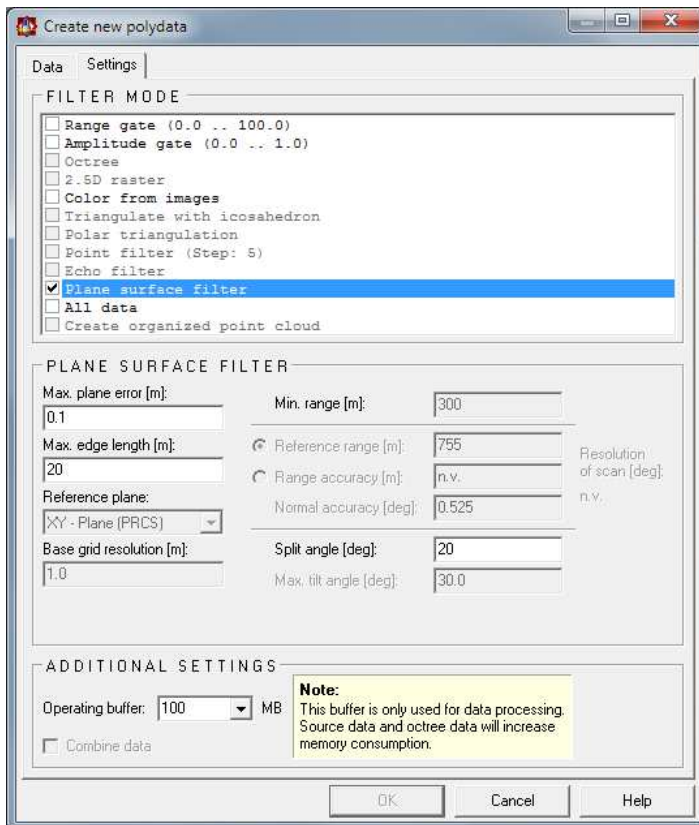 Create new polydata
Data Settings
FILTER MODE
Range gate (0.0 .. 100.0)
Amplitude gate (0.0 .. 1.0)
Octree
2.5D raster
Color from images
Triangulate with icosahedron
Polar triangulation
Point filter (Step: 5)
Echo filter
Plane surface filter
All data
Create organized point cloud
PLANE SURFACE FILTER
Max. plane error [m]:
0.1
Max. edge length [m]:
20
Reference plane:
XY - Plane (PRCS)
Base grid resolution [m]:
1.0
Min. range [m]: 300
Reference range [m]: 755
Range accuracy [m]: n.v.
Normal accuracy [deg]: 0.525
Resolution
of scan [deg]:
n.v.
Split angle [deg]: 20
Max. tilt angle [deg]: 30.0
ADDITIONAL SETTINGS
Operating buffer: 100 MB
Combine data
Note:
This buffer is only used for data processing.
Source data and octree data will increase
memory consumption.
OK Cancel Help